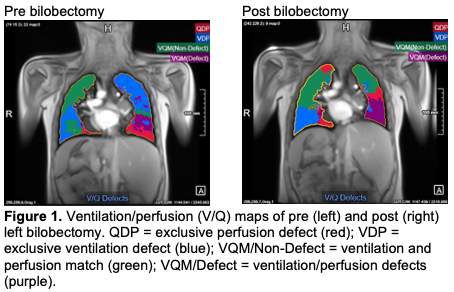 Pre bilobectomy
Post bilobectomy
H
H
QDP
VDP
VQM(Non-Defect)
VQM(Defect)
QDP
VDP
VQM(Non-Defect)
VQM(Defect)
R
R
A
A
V/Q Defects
Figure 1. Ventilation/perfusion (V/Q) maps of pre (left) and post (right)
left bilobectomy. QDP = exclusive perfusion defect (red); VDP =
exclusive ventilation defect (blue); VQM/Non-Defect = ventilation and
perfusion match (green); VQM/Defect = ventilation/perfusion defects
(purple).